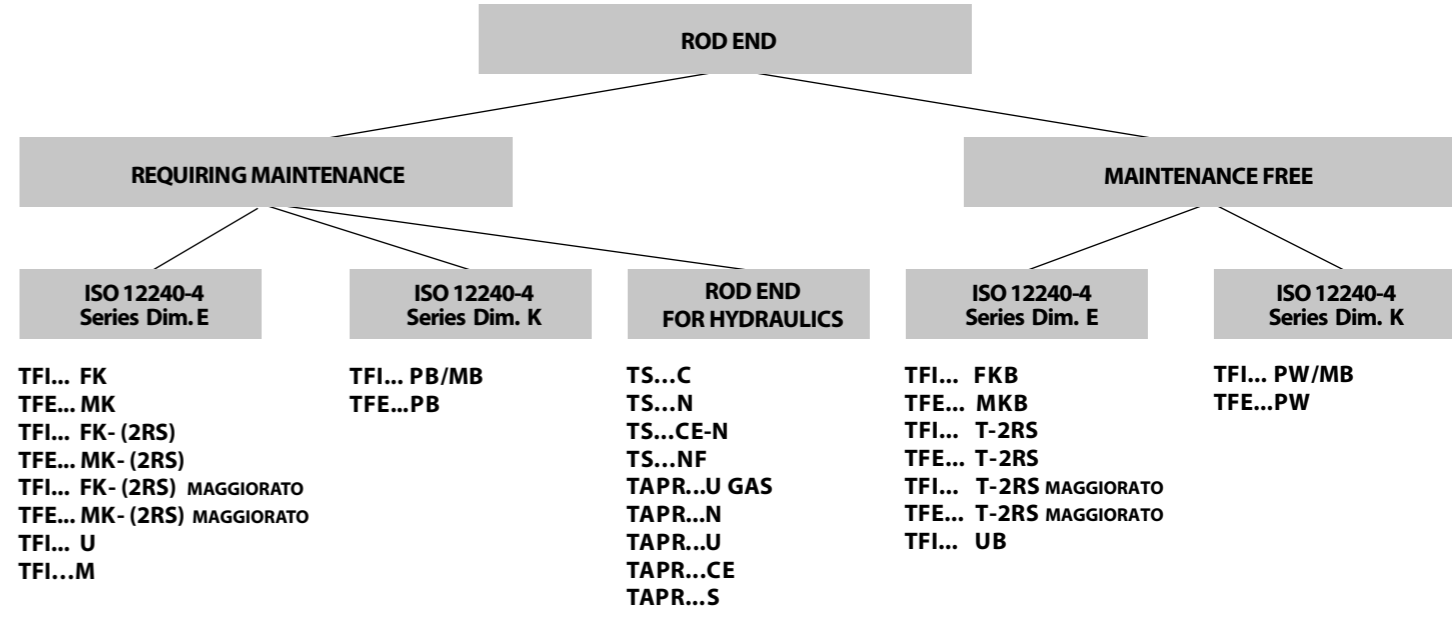 ROD END
REQUIRING MAINTENANCE
MAINTENANCE FREE
ISO 12240-4
Series Dim. E
ISO 12240-4
Series Dim. K
ROD END
FOR HYDRAULICS
ISO 12240-4
Series Dim. E
ISO 12240-4
Series Dim. K
TFI... FK
TFE... MK
TFI... FK- (2RS)
TFE... MK- (2RS)
TFI... FK- (2RS) MAGGIORATO
TFE... MK- (2RS) MAGGIORATO
TFI... U
TFI...M
TFI... PB/MB
TFE...PB
TS...C
TS...N
TS...CE-N
TS...NF
TAPR...U GAS
TAPR...N
TAPR...U
TAPR...CE
TAPR...S
TFI... FKB
TFE... MKB
TFI... T-2RS
TFE... T-2RS
TFI... T-2RS MAGGIORATO
TFE... T-2RS MAGGIORATO
TFI... UB
TFI... PW/MB
TFE...PW